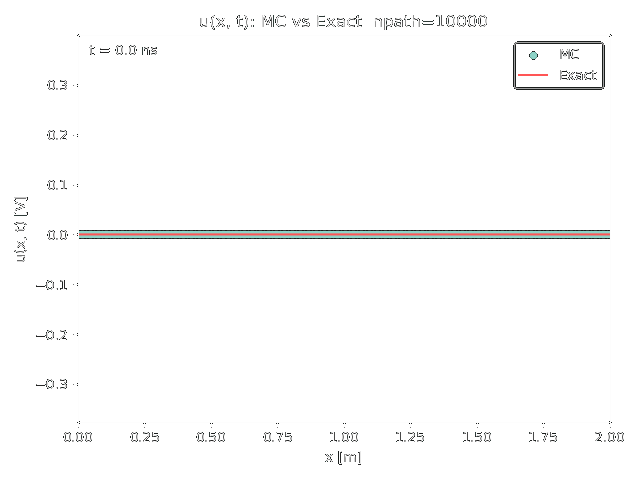 u(x, t): MC vs Exact npath=10000
t = 0.0 ns
MC
Exact
0.3
0.2
0.1
0.0
−0.1
−0.2
−0.3
u(x, t) [V]
0.00 0.25 0.50 0.75 1.00 1.25 1.50 1.75 2.00
x [m]